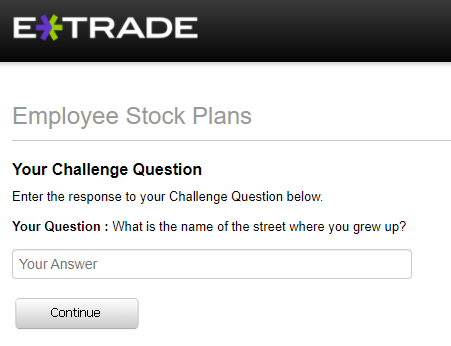 E*TRADE
Employee Stock Plans
Your Challenge Question
Enter the response to your Challenge Question below.
Your Question : What is the name of the street where you grew up?
Your Answer
Continue